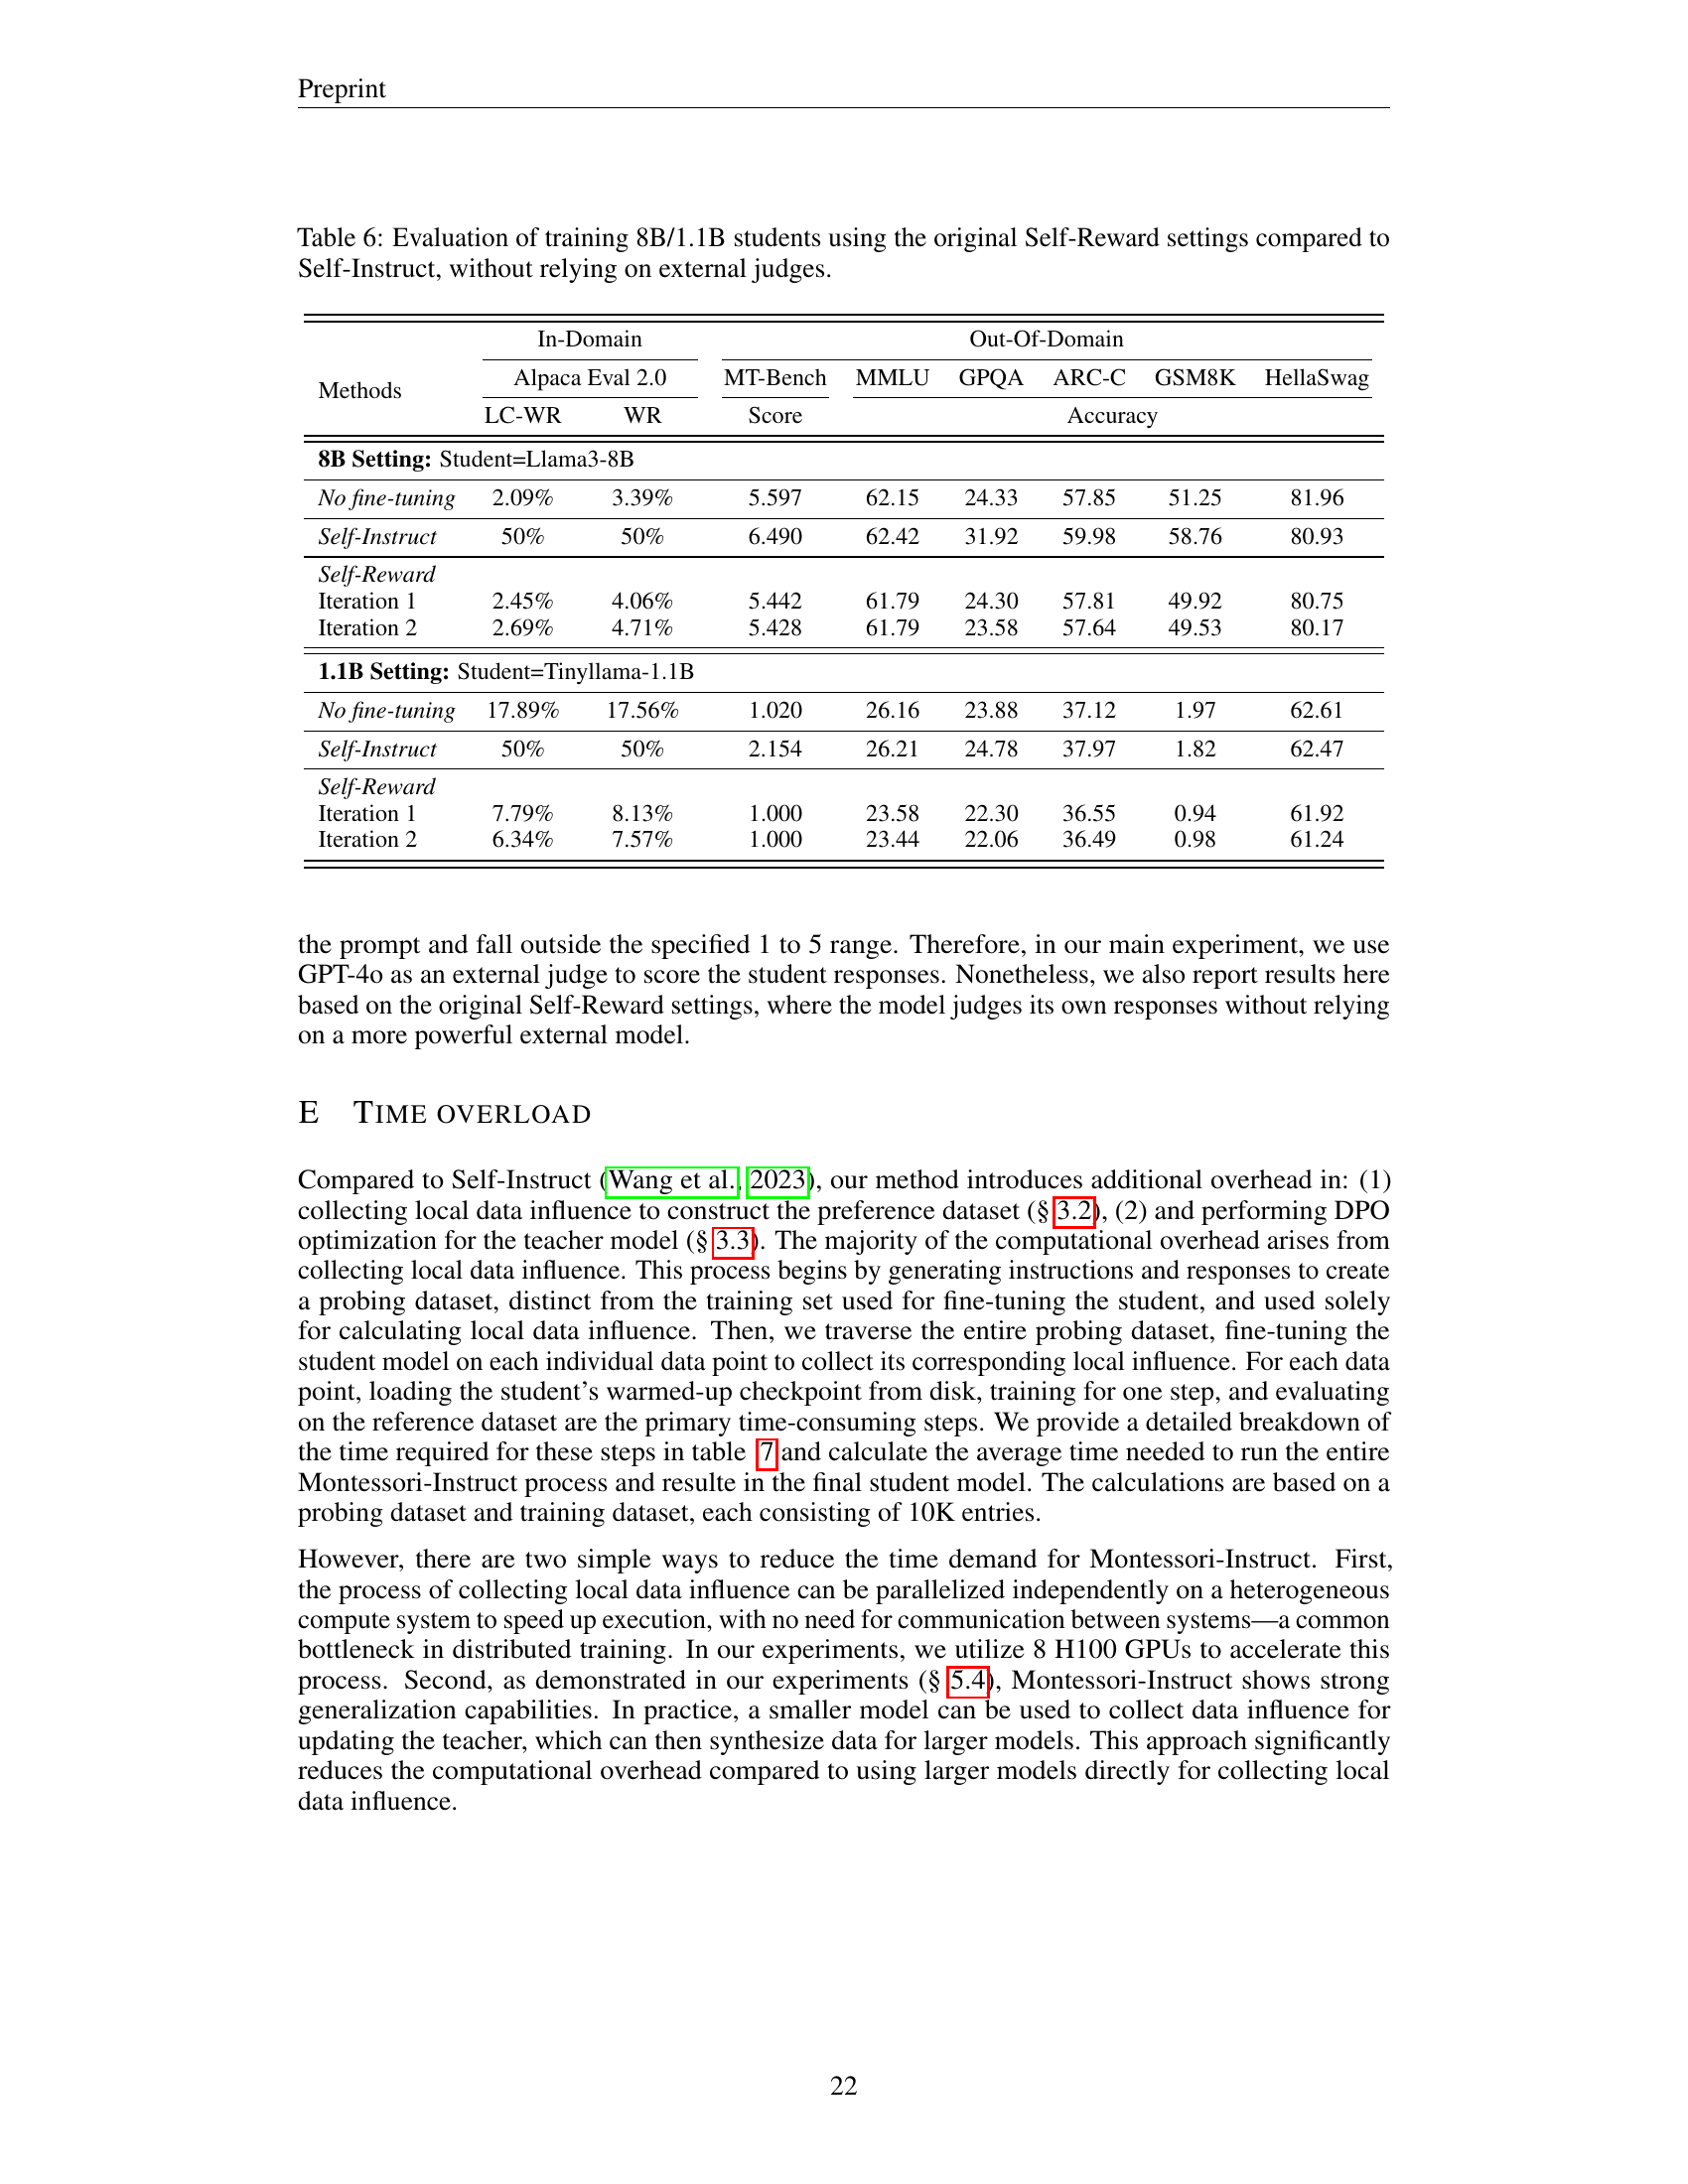 Preprint
Table 6: Evaluation of training 8B/1.1B students using the original Self-Reward settings compared to
Self-Instruct, without relying on external judges.
In-Domain Out-Of-Domain
Methods Alpaca Eval 2.0 MT-Bench MMLU GPQA ARC-C GSM8K HellaSwag
LC-WR WR Score Accuracy
8B Setting: Student=Llama3-8B
No fine-tuning 2.09% 3.39% 5.597 62.15 24.33 57.85 51.25 81.96
Self-Instruct 50% 50% 6.490 62.42 31.92 59.98 58.76 80.93
Self-Reward
Iteration 1 2.45% 4.06% 5.442 61.79 24.30 57.81 49.92 80.75
Iteration 2 2.69% 4.71% 5.428 61.79 23.58 57.64 49.53 80.17
1.1B Setting: Student=Tinyllama-1.1B
No fine-tuning 17.89% 17.56% 1.020 26.16 23.88 37.12 1.97 62.61
Self-Instruct 50% 50% 2.154 26.21 24.78 37.97 1.82 62.47
Self-Reward
Iteration 1 7.79% 8.13% 1.000 23.58 22.30 36.55 0.94 61.92
Iteration 2 6.34% 7.57% 1.000 23.44 22.06 36.49 0.98 61.24
the prompt and fall outside the specified 1 to 5 range. Therefore, in our main experiment, we use
GPT-4o as an external judge to score the student responses. Nonetheless, we also report results here
based on the original Self-Reward settings, where the model judges its own responses without relying
on a more powerful external model.
E TIME OVERLOAD
Compared to Self-Instruct (Wang et al., 2023), our method introduces additional overhead in: (1)
collecting local data influence to construct the preference dataset (§ 3.2), (2) and performing DPO
optimization for the teacher model (§ 3.3). The majority of the computational overhead arises from
collecting local data influence. This process begins by generating instructions and responses to create
a probing dataset, distinct from the training set used for fine-tuning the student, and used solely
for calculating local data influence. Then, we traverse the entire probing dataset, fine-tuning the
student model on each individual data point to collect its corresponding local influence. For each data
point, loading the student's warmed-up checkpoint from disk, training for one step, and evaluating
on the reference dataset are the primary time-consuming steps. We provide a detailed breakdown of
the time required for these steps in table 7 and calculate the average time needed to run the entire
Montessori-Instruct process and resulte in the final student model. The calculations are based on a
probing dataset and training dataset, each consisting of 10K entries.
However, there are two simple ways to reduce the time demand for Montessori-Instruct. First,
the process of collecting local data influence can be parallelized independently on a heterogeneous
compute system to speed up execution, with no need for communication between systems—a common
bottleneck in distributed training. In our experiments, we utilize 8 H100 GPUs to accelerate this
process. Second, as demonstrated in our experiments (§ 5.4), Montessori-Instruct shows strong
generalization capabilities. In practice, a smaller model can be used to collect data influence for
updating the teacher, which can then synthesize data for larger models. This approach significantly
reduces the computational overhead compared to using larger models directly for collecting local
data influence.
22